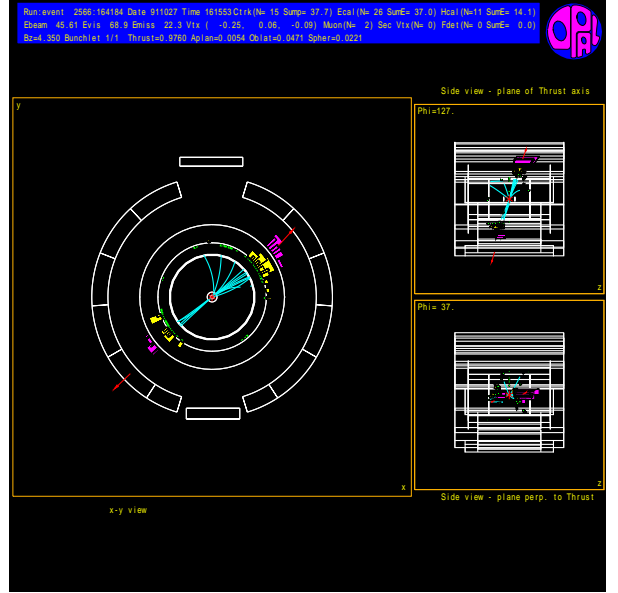 Run:event 2566:164184 Date 911027 Time 161553 Ctrk(N= 15 Sump= 37.7) Ecal(N= 26 SumE= 37.0) Hcal(N=11 SumE= 14.1)
Ebeam 45.61 Evis 68.9 Emiss 22.3 Vtx ( -0.25, 0.06, -0.09) Muon(N= 2) Sec Vtx(N= 0) Fdet(N= 0 SumE= 0.0)
Bz=4.350 Bunchlet 1/1 Thrust=0.9760 Aplan=0.0054 Oblat=0.0471 Spher=0.0221
OPAL
Side view - plane of Thrust axis
y
Phi=127.
z
Phi= 37.
x
z
Side view - plane perp. to Thrust
x-y view